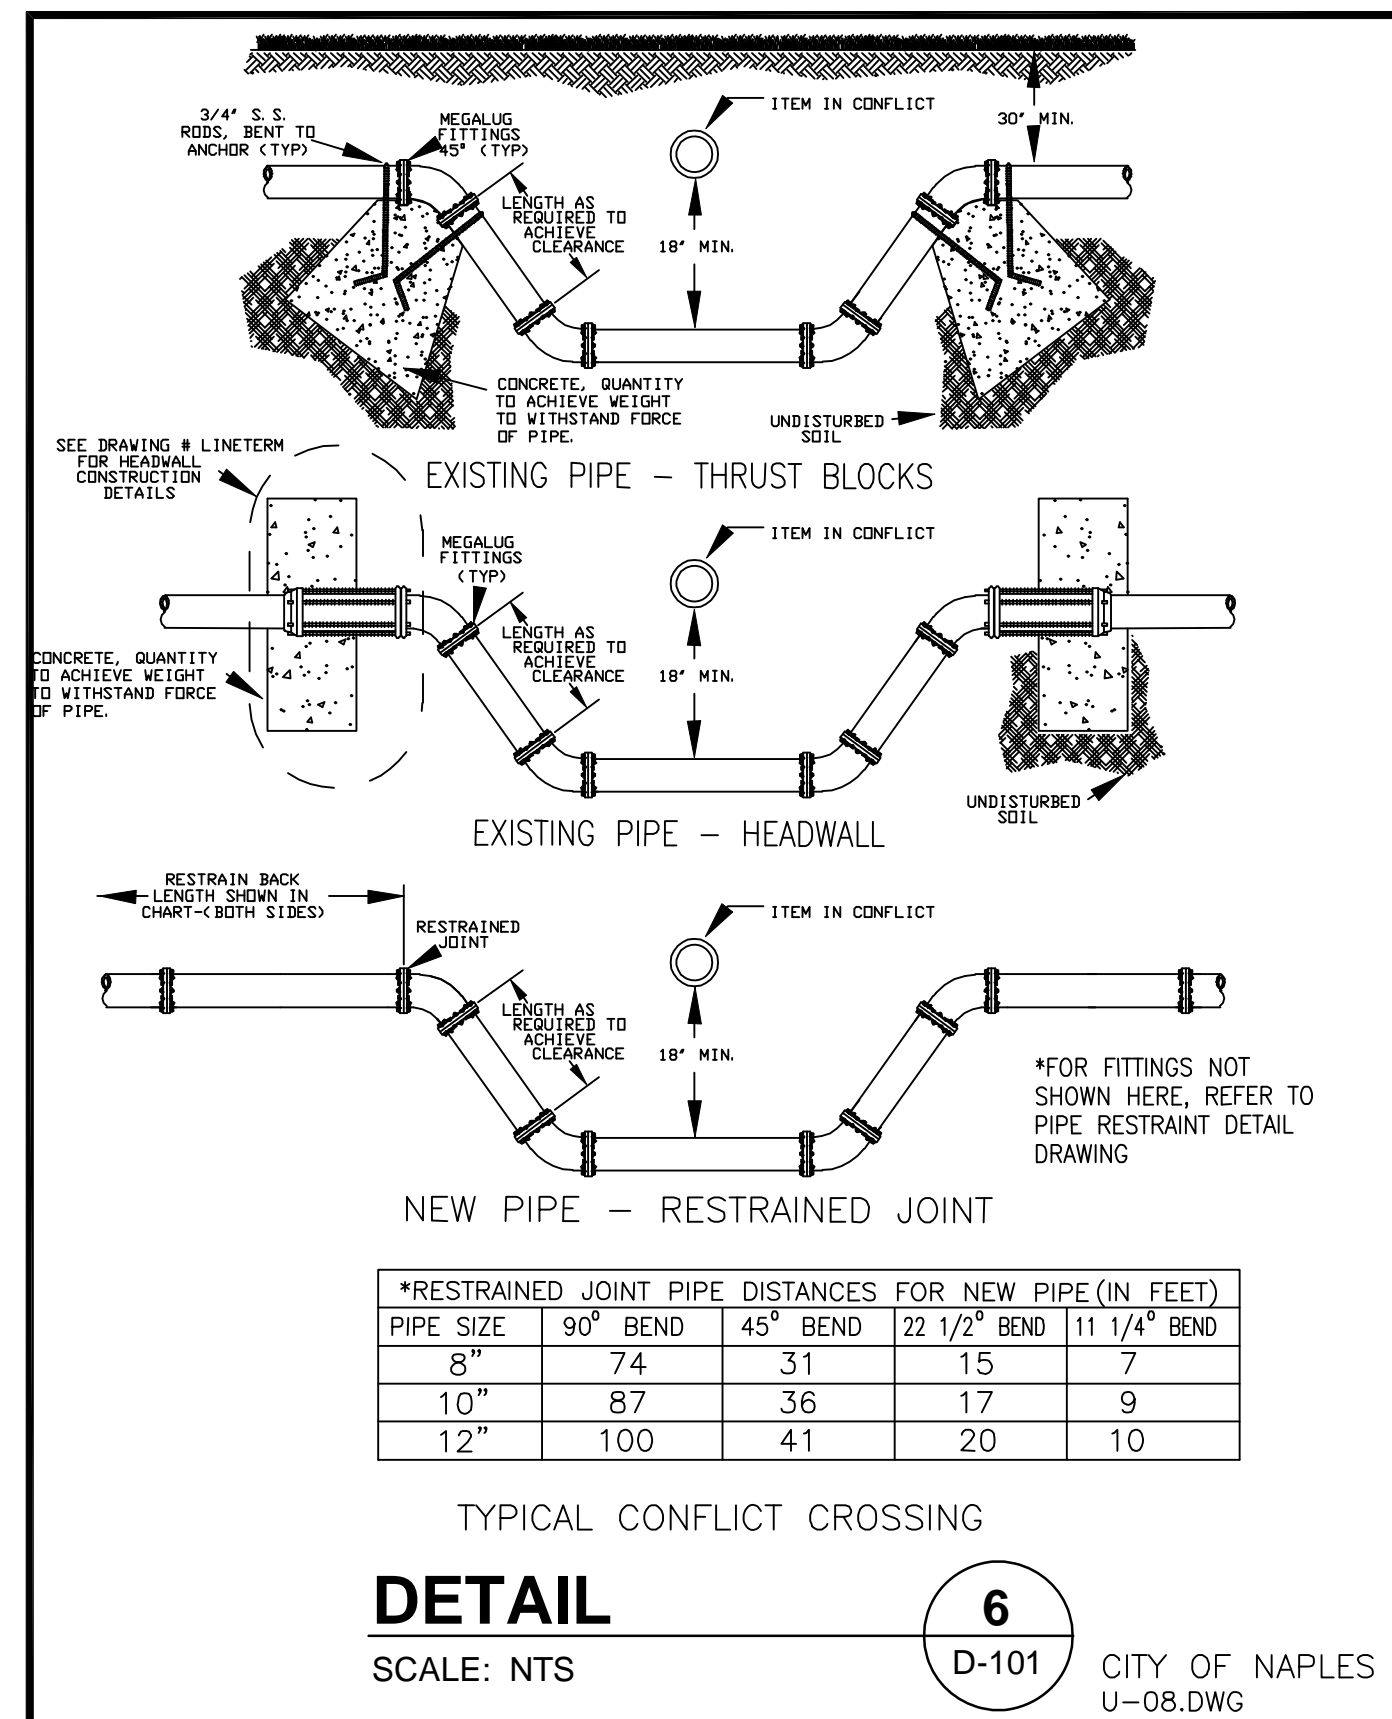 3/4" S. S.
RODS, BENT TO
ANCHOR (TYP)
MEGALUG
FITTINGS
45° (TYP)
ITEM IN CONFLICT
30" MIN.
LENGTH AS
REQUIRED TO
ACHIEVE
CLEARANCE
18" MIN.
CONCRETE, QUANTITY
TO ACHIEVE WEIGHT
TO WITHSTAND FORCE
OF PIPE.
UNDISTURBED
SOIL
EXISTING PIPE – THRUST BLOCKS
SEE DRAWING # LINETERM
FOR HEADWALL
CONSTRUCTION
DETAILS
MEGALUG
FITTINGS
(TYP)
ITEM IN CONFLICT
LENGTH AS
REQUIRED TO
ACHIEVE
CLEARANCE
18" MIN.
CONCRETE, QUANTITY
TO ACHIEVE WEIGHT
TO WITHSTAND FORCE
OF PIPE.
UNDISTURBED
SOIL
EXISTING PIPE – HEADWALL
RESTRAIN BACK
LENGTH SHOWN IN
CHART-(BOTH SIDES)
RESTRAINED
JOINT
ITEM IN CONFLICT
LENGTH AS
REQUIRED TO
ACHIEVE
CLEARANCE
18" MIN.
*FOR FITTINGS NOT
SHOWN HERE, REFER TO
PIPE RESTRAINT DETAIL
DRAWING
NEW PIPE – RESTRAINED JOINT
*RESTRAINED JOINT PIPE DISTANCES FOR NEW PIPE (IN FEET)
PIPE SIZE 90° BEND 45° BEND 22 1/2° BEND 11 1/4° BEND
8" 74 31 15 7
10" 87 36 17 9
12" 100 41 20 10
TYPICAL CONFLICT CROSSING
DETAIL
6
SCALE: NTS
D-101
CITY OF NAPLES
U-08.DWG